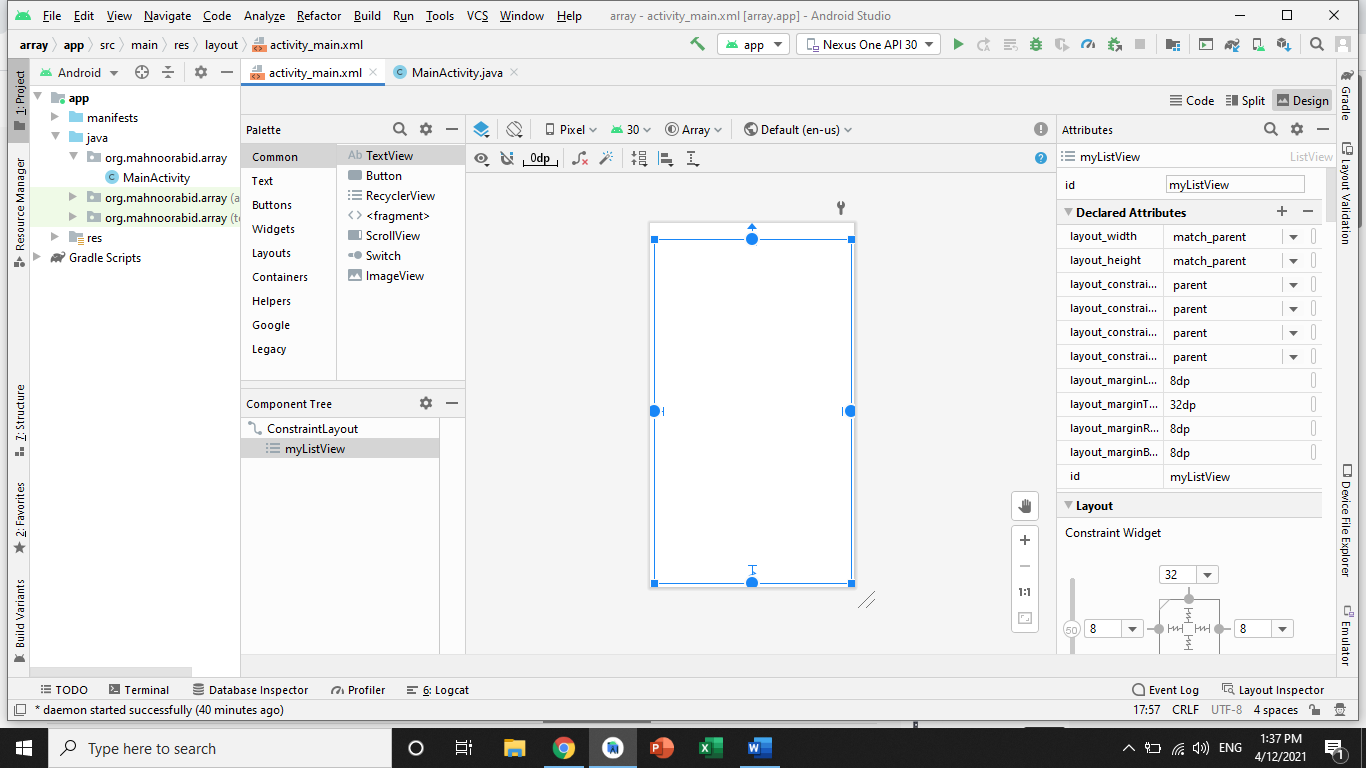 File Edit View Navigate Code Analyze Refactor Build Run Tools VCS Window Help array - activity_main.xml [array.app] - Android Studio
array app src main res layout activity_main.xml app Nexus One API 30
1: Project
Resource Manager
7: Structure
2: Favorites
Build Variants
Android
app
manifests
java
org.mahnoorabid.array
MainActivity
org.mahnoorabid.array (a
org.mahnoorabid.array (t
res
Gradle Scripts
activity_main.xml MainActivity.java
Code Split Design
Palette
Common
Text
Buttons
Widgets
Layouts
Containers
Helpers
Google
Legacy
Ab TextView
Button
RecyclerView
<fragment>
ScrollView
Switch
ImageView
Component Tree
ConstraintLayout
myListView
Pixel 30 Array Default (en-us)
0dp
1:1
Attributes
myListView ListView
id myListView
Declared Attributes
layout_width match_parent
layout_height match_parent
layout_constrai... parent
layout_constrai... parent
layout_constrai... parent
layout_constrai... parent
layout_marginL... 8dp
layout_marginT... 32dp
layout_marginR... 8dp
layout_marginB... 8dp
id myListView
Layout
Constraint Widget
32
50 8 8
Gradle
Layout Validation
Device File Explorer
Emulator
TODO Terminal Database Inspector Profiler 6: Logcat Event Log Layout Inspector
* daemon started successfully (40 minutes ago) 17:57 CRLF UTF-8 4 spaces
Type here to search
ENG
1:37 PM
4/12/2021
1